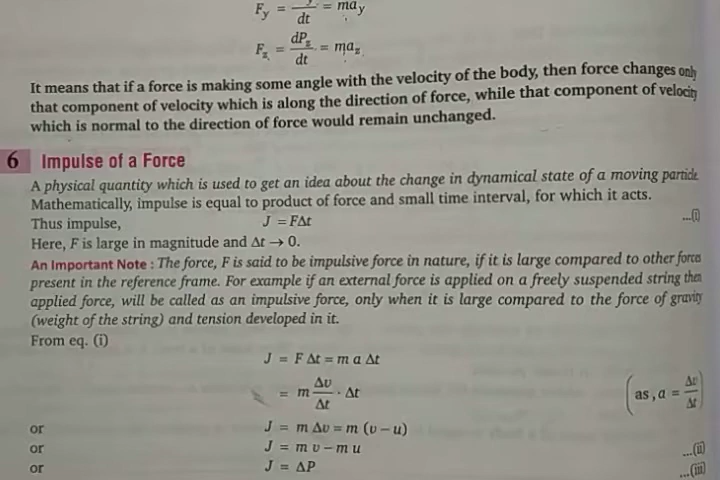 F_y = —— = ma_y
dt
F_z = dP_z/dt = ma_z
It means that if a force is making some angle with the velocity of the body, then force changes only
that component of velocity which is along the direction of force, while that component of velocity
which is normal to the direction of force would remain unchanged.
6 Impulse of a Force
A physical quantity which is used to get an idea about the change in dynamical state of a moving particle.
Mathematically, impulse is equal to product of force and small time interval, for which it acts.
Thus impulse, J = FΔt ...(i)
Here, F is large in magnitude and Δt → 0.
An Important Note : The force, F is said to be impulsive force in nature, if it is large compared to other forces
present in the reference frame. For example if an external force is applied on a freely suspended string then
applied force, will be called as an impulsive force, only when it is large compared to the force of gravity
(weight of the string) and tension developed in it.
From eq. (i)
J = F Δt = m a Δt
= m Δv/Δt · Δt (as, a = Δv/Δt)
or J = m Δv = m (v – u)
or J = m v – m u ...(ii)
or J = ΔP ...(iii)